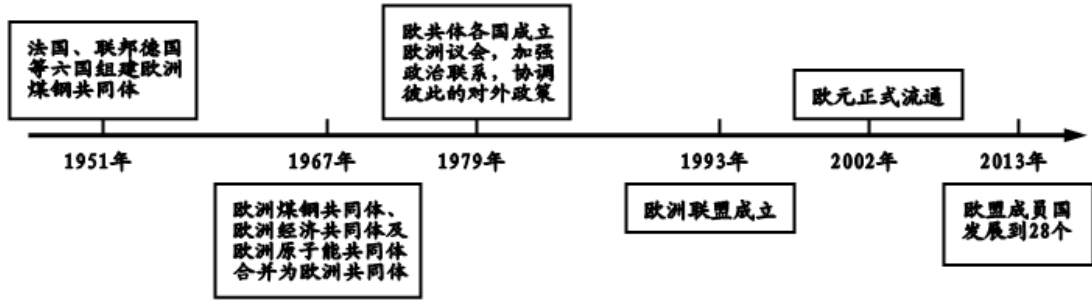 法国、联邦德国
等六国组建欧洲
煤钢共同体
欧共体各国成立
欧洲议会，加强
政治联系，协调
彼此的对外政策
欧元正式流通
1951年
1967年
1979年
1993年
2002年
2013年
欧洲煤钢共同体、
欧洲经济共同体及
欧洲原子能共同体
合并为欧洲共同体
欧洲联盟成立
欧盟成员国
发展到28个